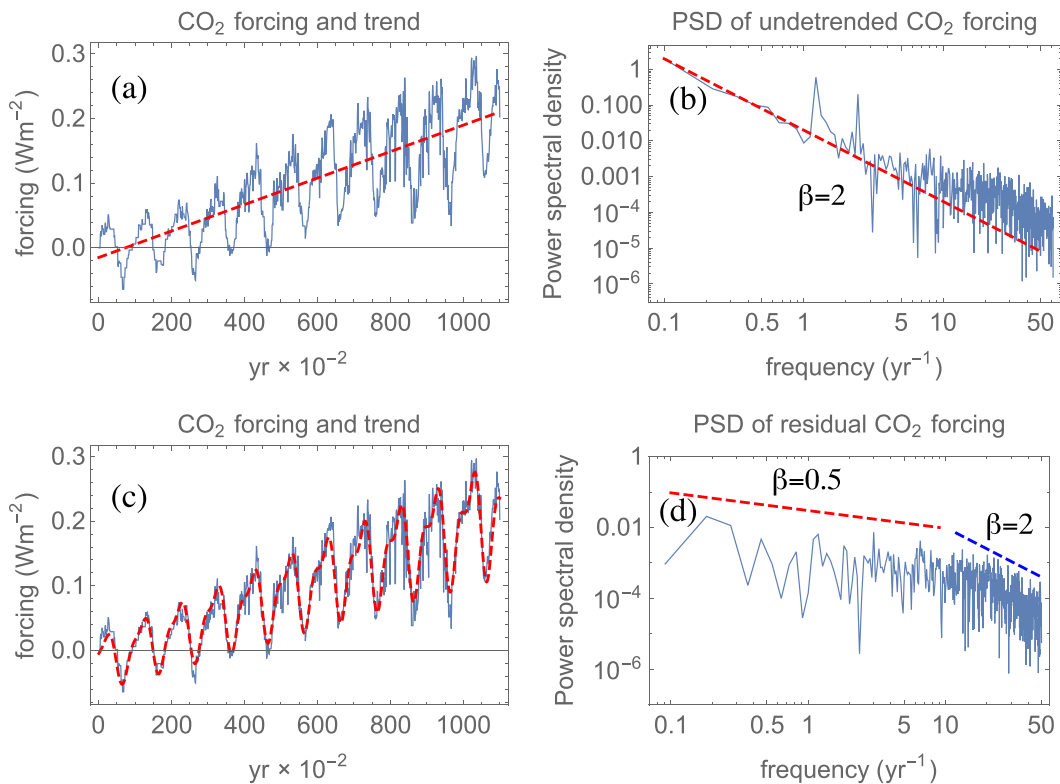 CO₂ forcing and trend
(a)
0.3
0.2
0.1
0.0
forcing (Wm⁻²)
0 200 400 600 800 1000
yr × 10⁻²
PSD of undetrended CO₂ forcing
(b)
1
0.100
0.010
0.001
10⁻⁴
10⁻⁵
10⁻⁶
Power spectral density
β=2
0.1 0.5 1 5 10 50
frequency (yr⁻¹)
CO₂ forcing and trend
(c)
0.3
0.2
0.1
0.0
forcing (Wm⁻²)
0 200 400 600 800 1000
yr × 10⁻²
PSD of residual CO₂ forcing
1
β=0.5
(d)
β=2
0.01
10⁻⁴
10⁻⁶
Power spectral density
0.1 0.5 1 5 10 50
frequency (yr⁻¹)